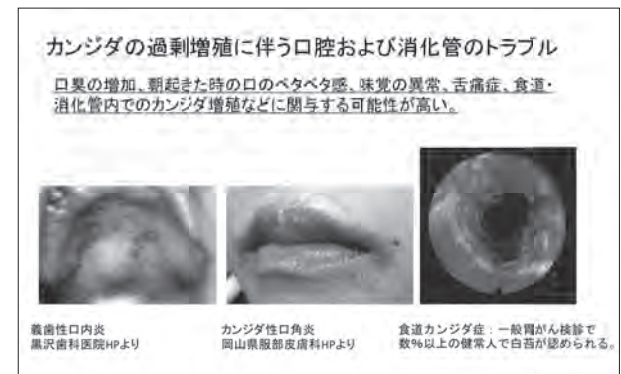 カンジダの過剰増殖に伴う口腔および消化管のトラブル
口臭の増加、朝起きた時の口のベタベタ感、味覚の異常、舌痛症、食道・
消化管内でのカンジダ増殖などに関与する可能性が高い。
義歯性口内炎
黒沢歯科医院HPより
カンジダ性口角炎
岡山県服部皮膚科HPより
食道カンジダ症：一般胃がん検診で
数%以上の健常人で白苔が認められる。